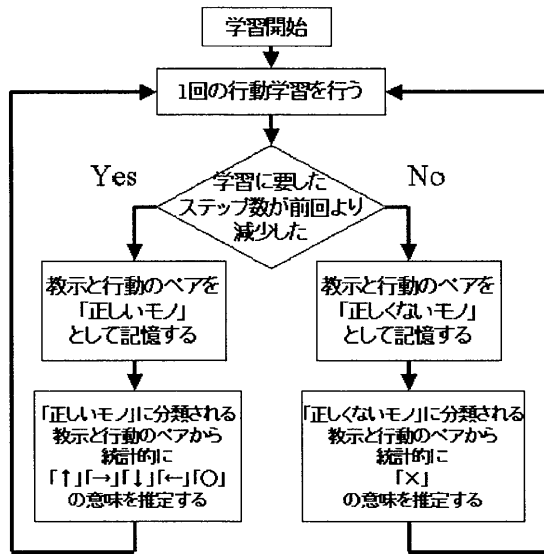 学習開始
1回の行動学習を行う
Yes
No
学習に要した
ステップ数が前回より
減少した
教示と行動のペアを
「正しいモノ」
として記憶する
教示と行動のペアを
「正しくないモノ」
として記憶する
「正しいモノ」に分類される
教示と行動のペアから
統計的に
「↑」「→」「↓」「←」「○」
の意味を推定する
「正しくないモノ」に分類される
教示と行動のペアから
統計的に
「×」
の意味を推定する